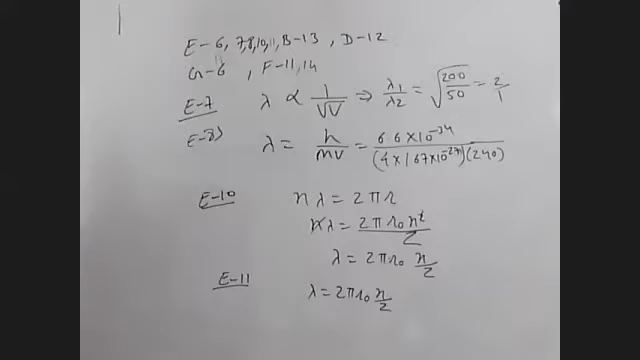 E-6, 7,8,10,11, B-13, D-12
G-6, F-11,14
E-7 λ ∝ 1/√V ⇒ λ1/λ2 = √200/50 = 2/1
E-8) λ = h/mv = 6.6×10^-34/(4×1.67×10^-27)(240)
E-10 nλ = 2πr
nλ = 2πr₀n²/Z
λ = 2πr₀ n/Z
E-11 λ = 2πr₀ n/Z